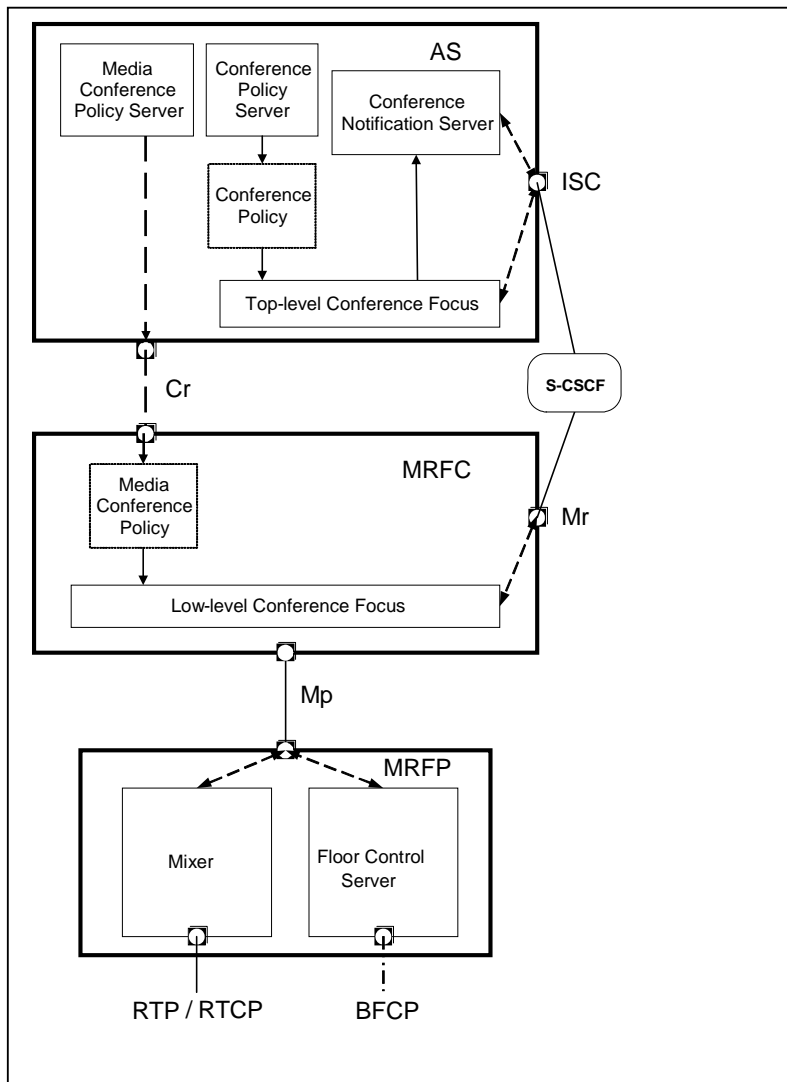 AS
Media
Conference
Policy Server
Conference
Policy
Server
Conference
Notification Server
Conference
Policy
ISC
Top-level Conference Focus
S-CSCF
Cr
MRFC
Media
Conference
Policy
Mr
Low-level Conference Focus
Mp
MRFP
Mixer
Floor Control
Server
RTP / RTCP
BFCP